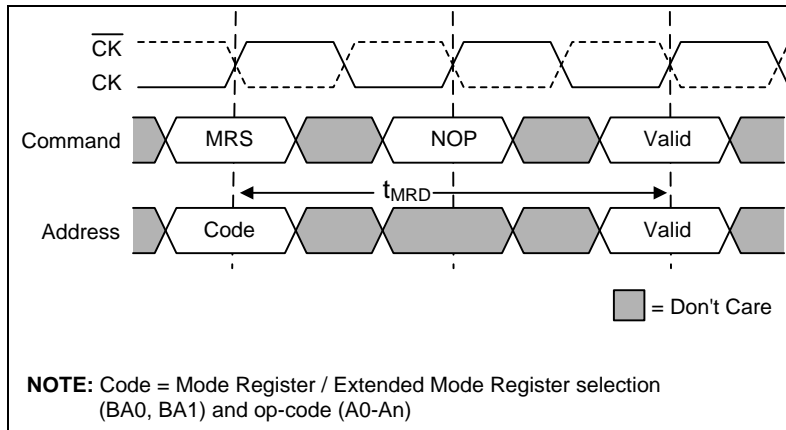 C̅K̅
CK
Command MRS NOP Valid
tMRD
Address Code Valid
= Don't Care
NOTE: Code = Mode Register / Extended Mode Register selection
(BA0, BA1) and op-code (A0-An)